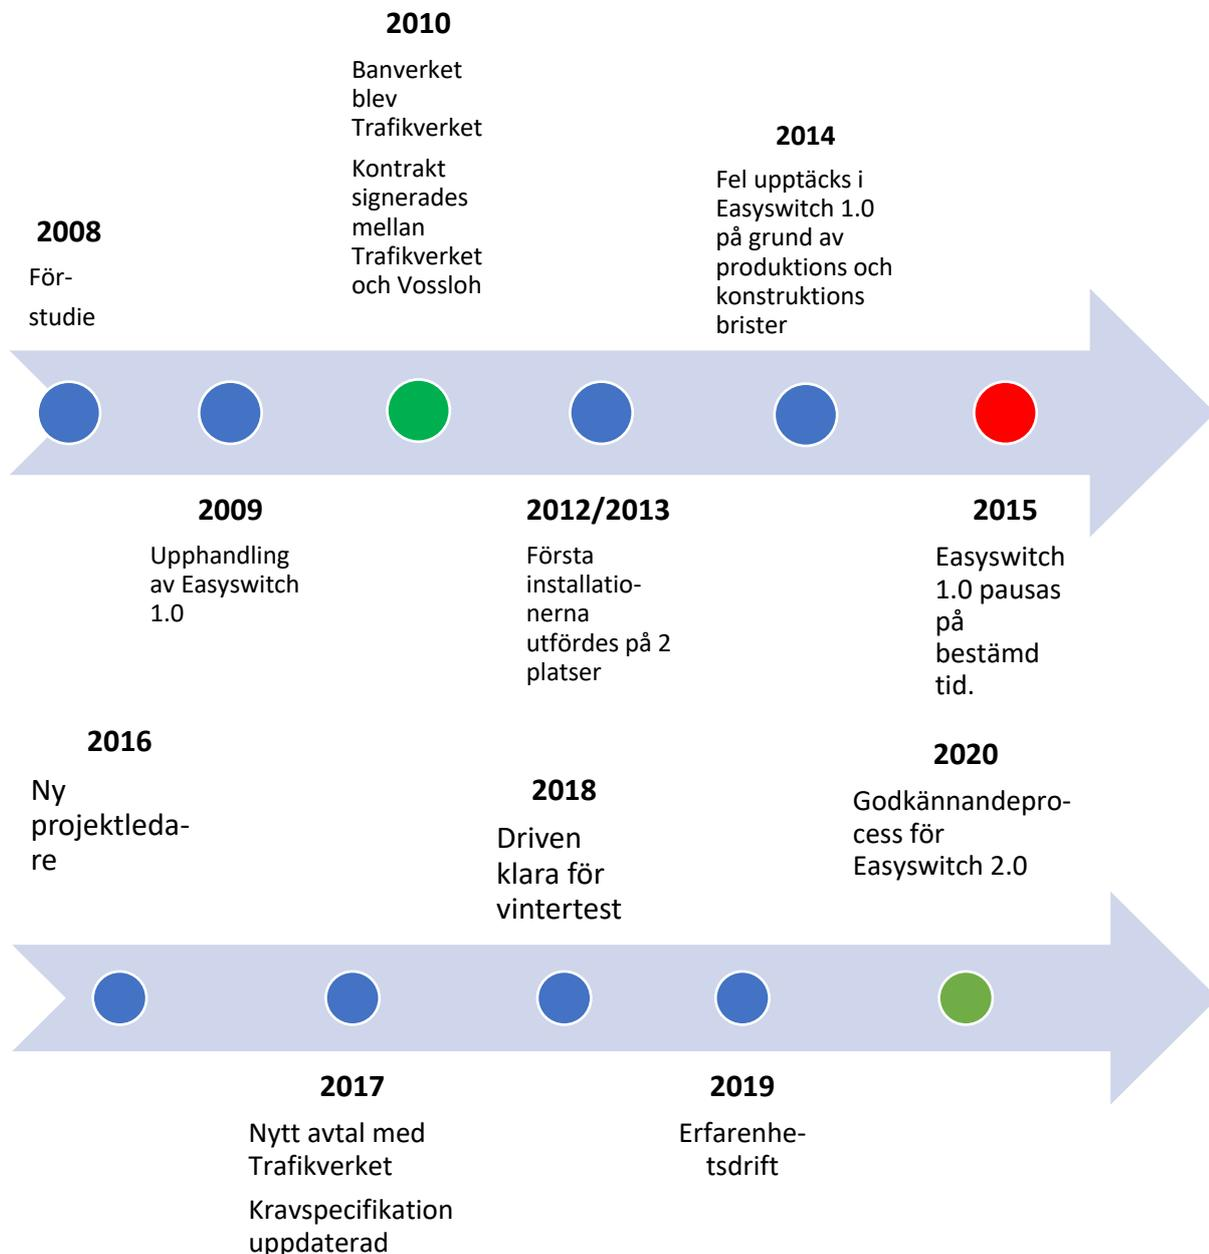 2008
För-
studie
2009
Upphandling
av Easyswitch
1.0
2010
Banverket
blev
Trafikverket
Kontrakt
signerades
mellan
Trafikverket
och Vossloh
2012/2013
Första
installatio-
nerna
utfördes på 2
platser
2014
Fel upptäcks i
Easyswitch 1.0
på grund av
produktions och
konstruktions
brister
2015
Easyswitch
1.0 pausas
på
bestämd
tid.
2016
Ny
projektleda-
re
2017
Nytt avtal med
Trafikverket
Kravspecifikation
uppdaterad
2018
Driven
klara för
vintertest
2019
Erfarenhe-
tsdrift
2020
Godkännandepro-
cess för
Easyswitch 2.0